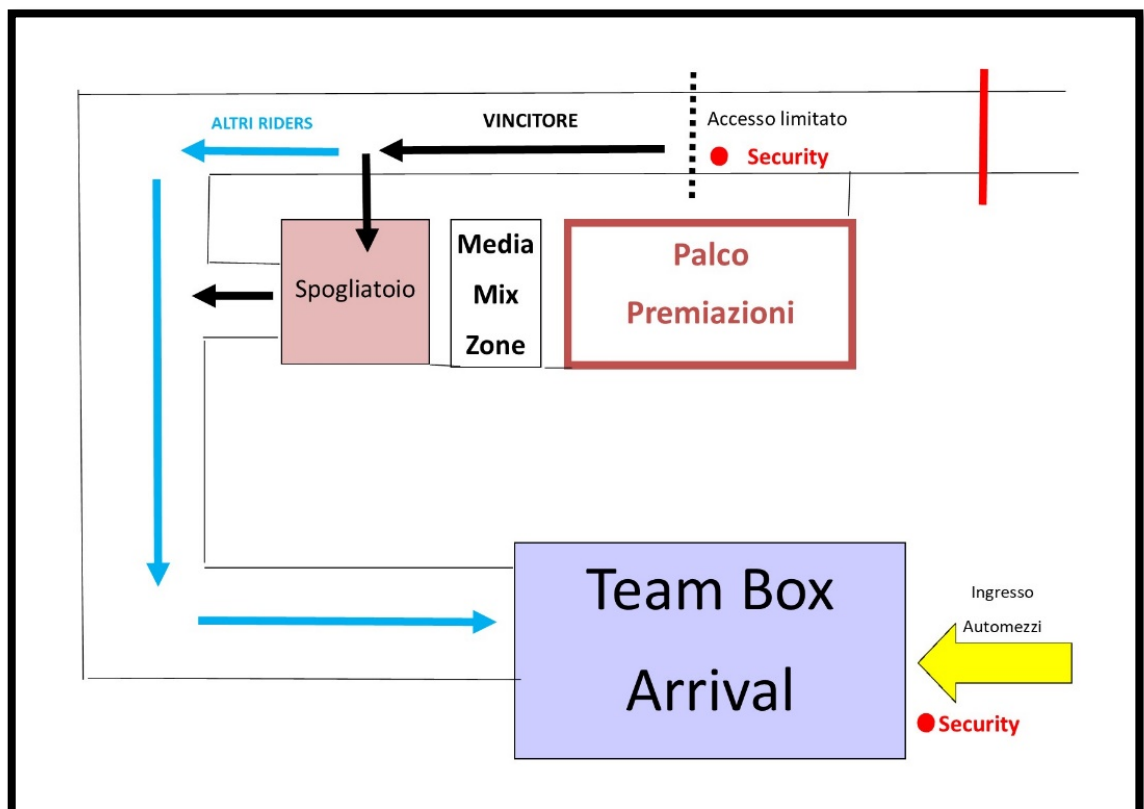 ALTRI RIDERS
VINCITORE
Accesso limitato
Security
Spogliatoio
Media
Mix
Zone
Palco
Premiazioni
Team Box
Arrival
Ingresso
Automezzi
Security